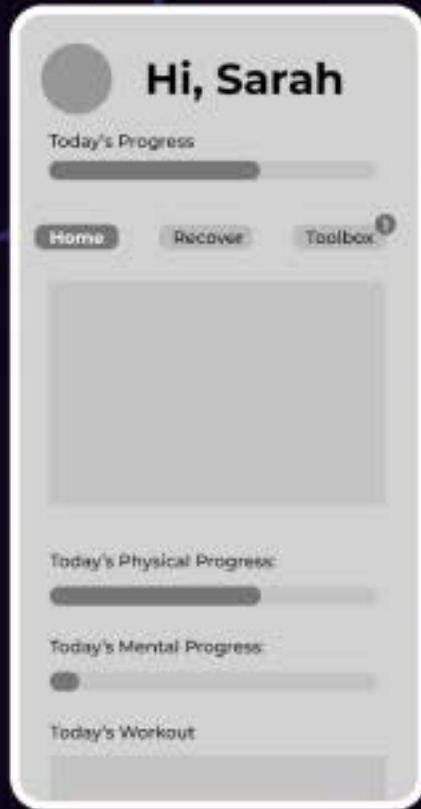 Hi, Sarah
Today's Progress
Home
Recover
Toolbox
Today's Physical Progress:
Today's Mental Progress:
Today's Workout